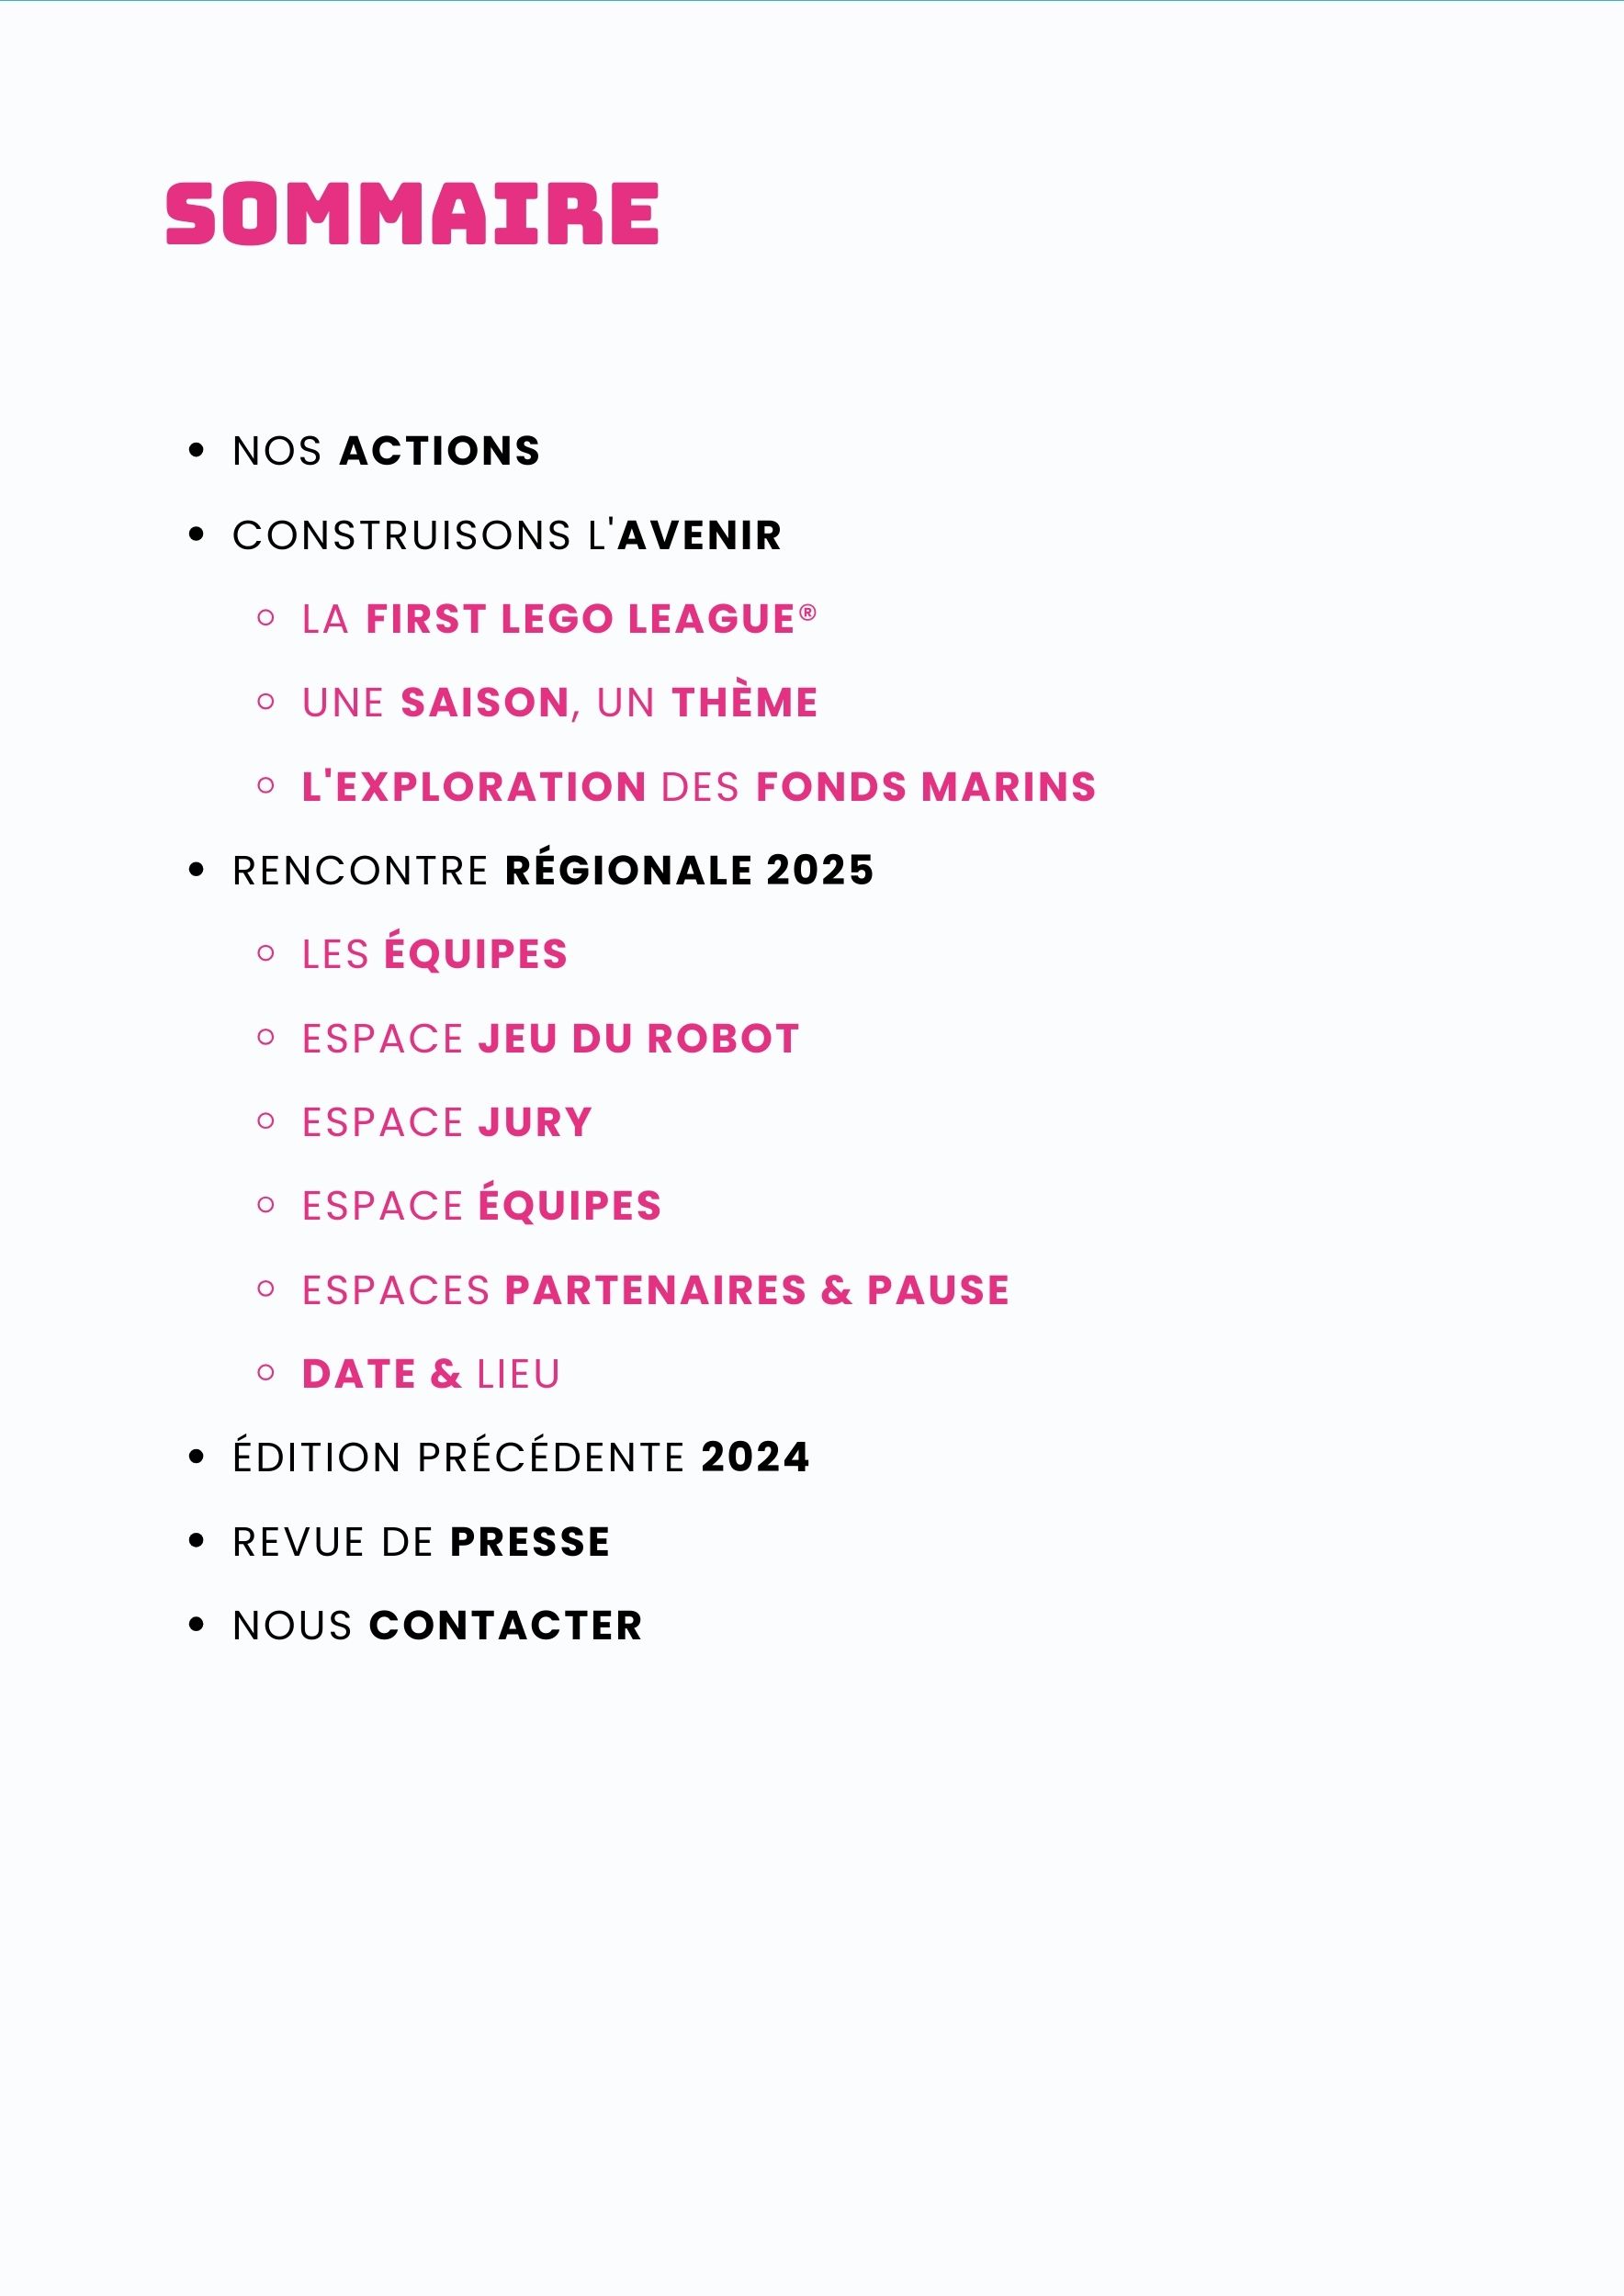 SOMMAIRE
NOS ACTIONS
CONSTRUISONS L'AVENIR
LA FIRST LEGO LEAGUE®
UNE SAISON, UN THÈME
L'EXPLORATION DES FONDS MARINS
RENCONTRE RÉGIONALE 2025
LES ÉQUIPES
ESPACE JEU DU ROBOT
ESPACE JURY
ESPACE ÉQUIPES
ESPACES PARTENAIRES & PAUSE
DATE & LIEU
ÉDITION PRÉCÉDENTE 2024
REVUE DE PRESSE
NOUS CONTACTER